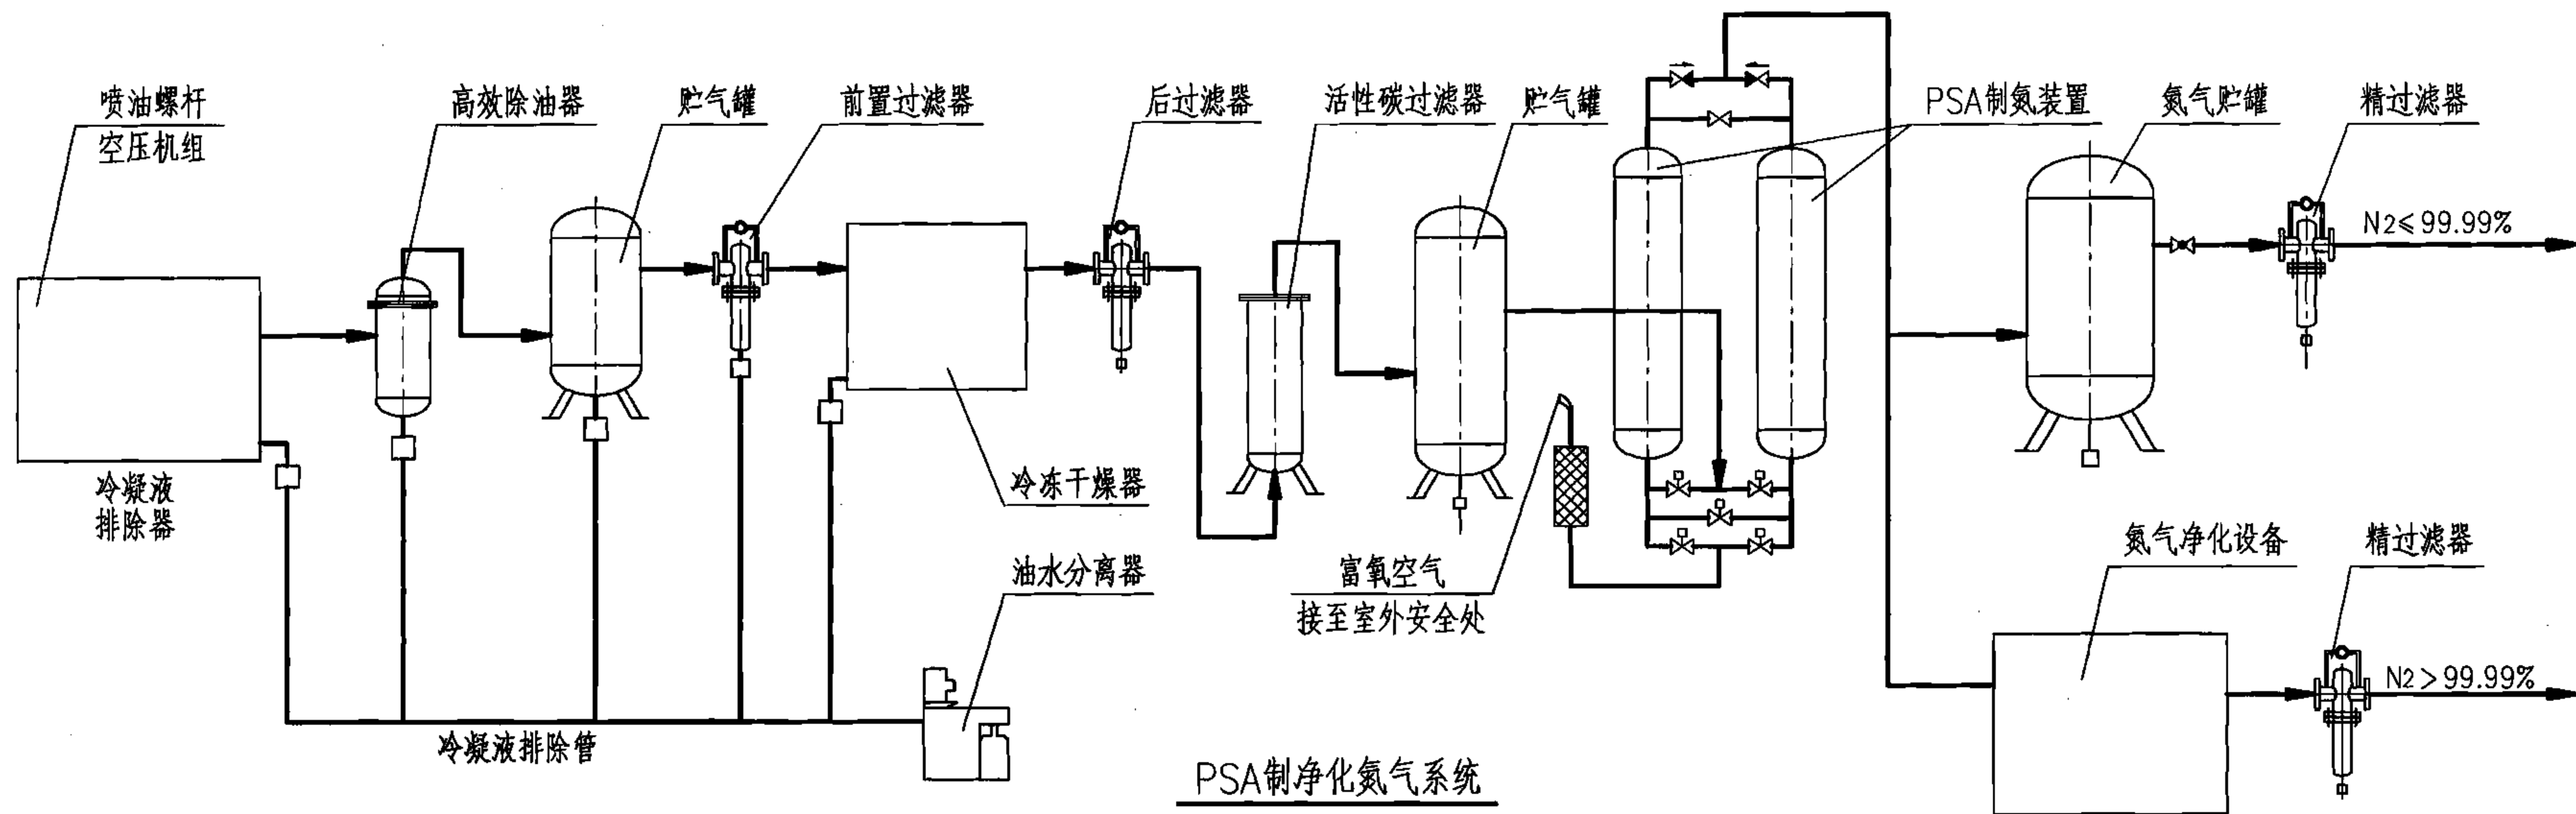 喷油螺杆
空压机组
高效除油器
贮气罐
前置过滤器
后过滤器
活性碳过滤器
贮气罐
PSA制氮装置
氮气贮罐
精过滤器
N2≤99.99%
冷凝液
排除器
冷冻干燥器
油水分离器
富氧空气
接至室外安全处
氮气净化设备
精过滤器
N2>99.99%
冷凝液排除管
PSA制净化氮气系统